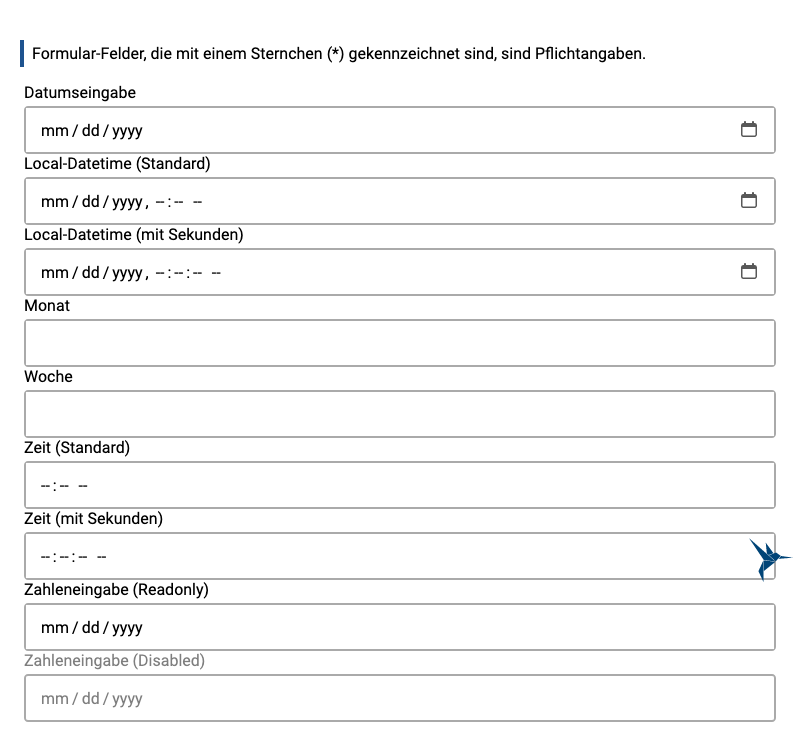 Formular-Felder, die mit einem Sternchen (*) gekennzeichnet sind, sind Pflichtangaben.
Datumseingabe
mm / dd / yyyy
Local-Datetime (Standard)
mm / dd / yyyy, --:-- --
Local-Datetime (mit Sekunden)
mm / dd / yyyy, --:--:-- --
Monat
Woche
Zeit (Standard)
--:-- --
Zeit (mit Sekunden)
--:--:-- --
Zahleneingabe (Readonly)
mm / dd / yyyy
Zahleneingabe (Disabled)
mm / dd / yyyy